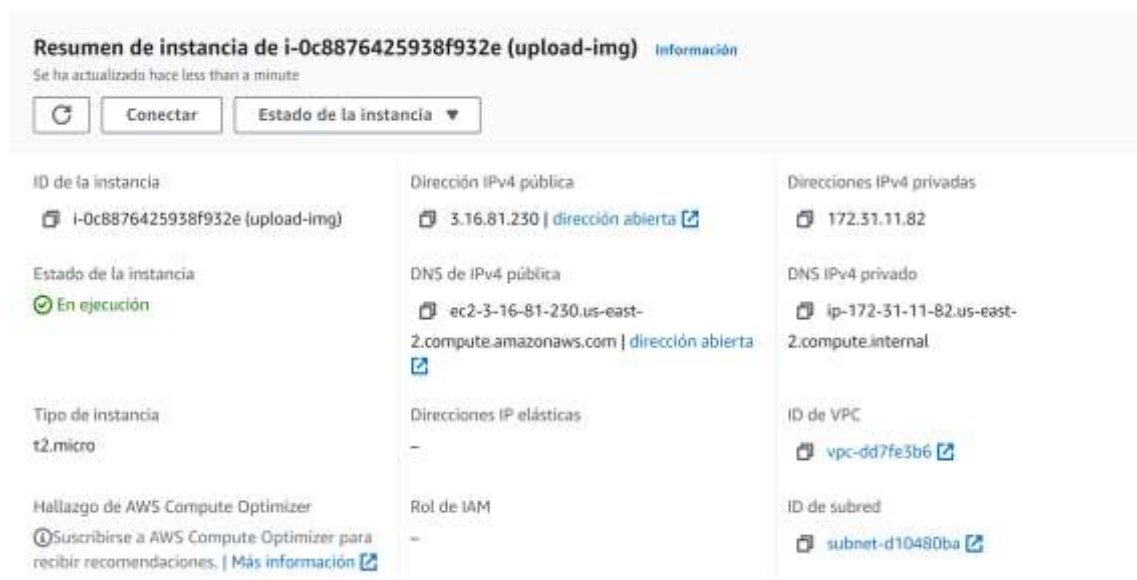 Resumen de instancia de i-0c8876425938f932e (upload-img) Información
Se ha actualizado hace less than a minute
Conectar
Estado de la instancia
ID de la instancia
i-0c8876425938f932e (upload-img)
Dirección IPv4 pública
3.16.81.230 | dirección abierta
Direcciones IPv4 privadas
172.31.11.82
Estado de la instancia
En ejecución
DNS de IPv4 pública
ec2-3-16-81-230.us-east-
2.compute.amazonaws.com | dirección abierta
DNS IPv4 privado
ip-172-31-11-82.us-east-
2.compute.internal
Tipo de instancia
t2.micro
Direcciones IP elásticas
–
ID de VPC
vpc-dd7fe3b6
Hallazgo de AWS Compute Optimizer
Suscribirse a AWS Compute Optimizer para
recibir recomendaciones. | Más información
Rol de IAM
–
ID de subred
subnet-d10480ba